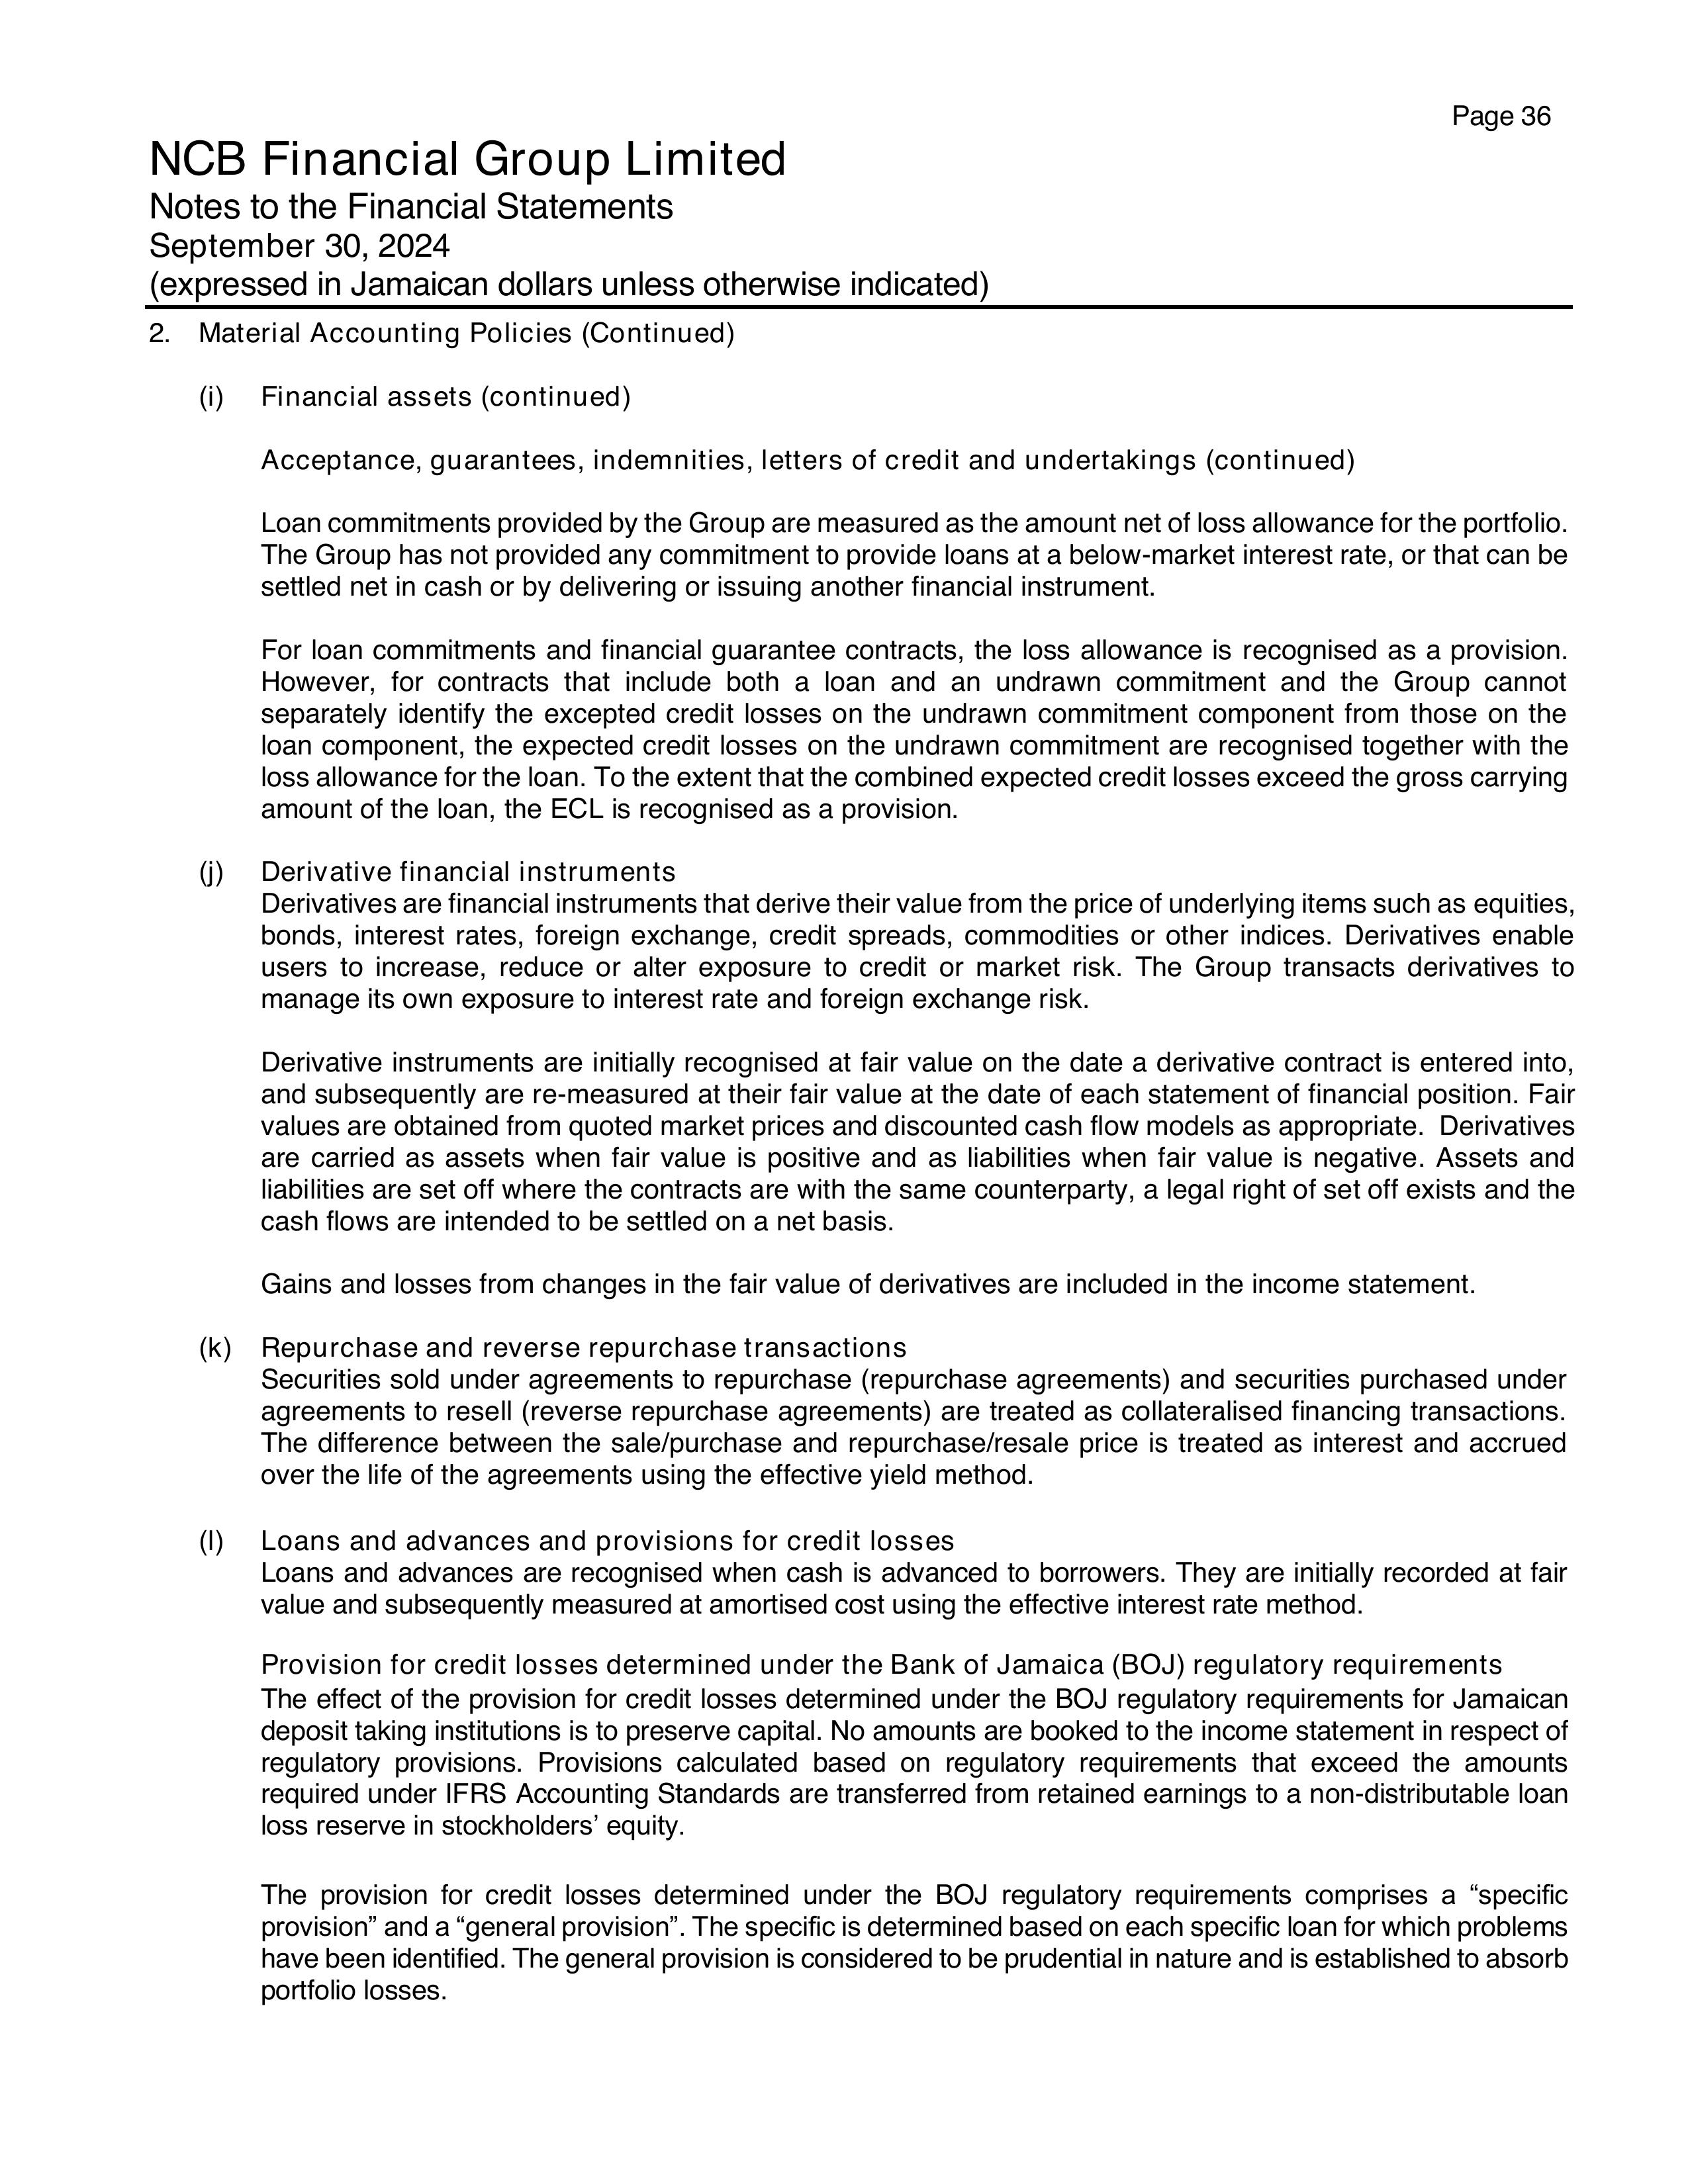 Page 36
NCB Financial Group Limited
Notes to the Financial Statements
September 30, 2024
(expressed in Jamaican dollars unless otherwise indicated)
2. Material Accounting Policies (Continued)
(i) Financial assets (continued)
Acceptance, guarantees, indemnities, letters of credit and undertakings (continued)
Loan commitments provided by the Group are measured as the amount net of loss allowance for the portfolio.
The Group has not provided any commitment to provide loans at a below-market interest rate, or that can be
settled net in cash or by delivering or issuing another financial instrument.
For loan commitments and financial guarantee contracts, the loss allowance is recognised as a provision.
However, for contracts that include both a loan and an undrawn commitment and the Group cannot
separately identify the excepted credit losses on the undrawn commitment component from those on the
loan component, the expected credit losses on the undrawn commitment are recognised together with the
loss allowance for the loan. To the extent that the combined expected credit losses exceed the gross carrying
amount of the loan, the ECL is recognised as a provision.
(j) Derivative financial instruments
Derivatives are financial instruments that derive their value from the price of underlying items such as equities,
bonds, interest rates, foreign exchange, credit spreads, commodities or other indices. Derivatives enable
users to increase, reduce or alter exposure to credit or market risk. The Group transacts derivatives to
manage its own exposure to interest rate and foreign exchange risk.
Derivative instruments are initially recognised at fair value on the date a derivative contract is entered into,
and subsequently are re-measured at their fair value at the date of each statement of financial position. Fair
values are obtained from quoted market prices and discounted cash flow models as appropriate. Derivatives
are carried as assets when fair value is positive and as liabilities when fair value is negative. Assets and
liabilities are set off where the contracts are with the same counterparty, a legal right of set off exists and the
cash flows are intended to be settled on a net basis.
Gains and losses from changes in the fair value of derivatives are included in the income statement.
(k) Repurchase and reverse repurchase transactions
Securities sold under agreements to repurchase (repurchase agreements) and securities purchased under
agreements to resell (reverse repurchase agreements) are treated as collateralised financing transactions.
The difference between the sale/purchase and repurchase/resale price is treated as interest and accrued
over the life of the agreements using the effective yield method.
(l) Loans and advances and provisions for credit losses
Loans and advances are recognised when cash is advanced to borrowers. They are initially recorded at fair
value and subsequently measured at amortised cost using the effective interest rate method.
Provision for credit losses determined under the Bank of Jamaica (BOJ) regulatory requirements
The effect of the provision for credit losses determined under the BOJ regulatory requirements for Jamaican
deposit taking institutions is to preserve capital. No amounts are booked to the income statement in respect of
regulatory provisions. Provisions calculated based on regulatory requirements that exceed the amounts
required under IFRS Accounting Standards are transferred from retained earnings to a non-distributable loan
loss reserve in stockholders’ equity.
The provision for credit losses determined under the BOJ regulatory requirements comprises a “specific
provision” and a “general provision”. The specific is determined based on each specific loan for which problems
have been identified. The general provision is considered to be prudential in nature and is established to absorb
portfolio losses.